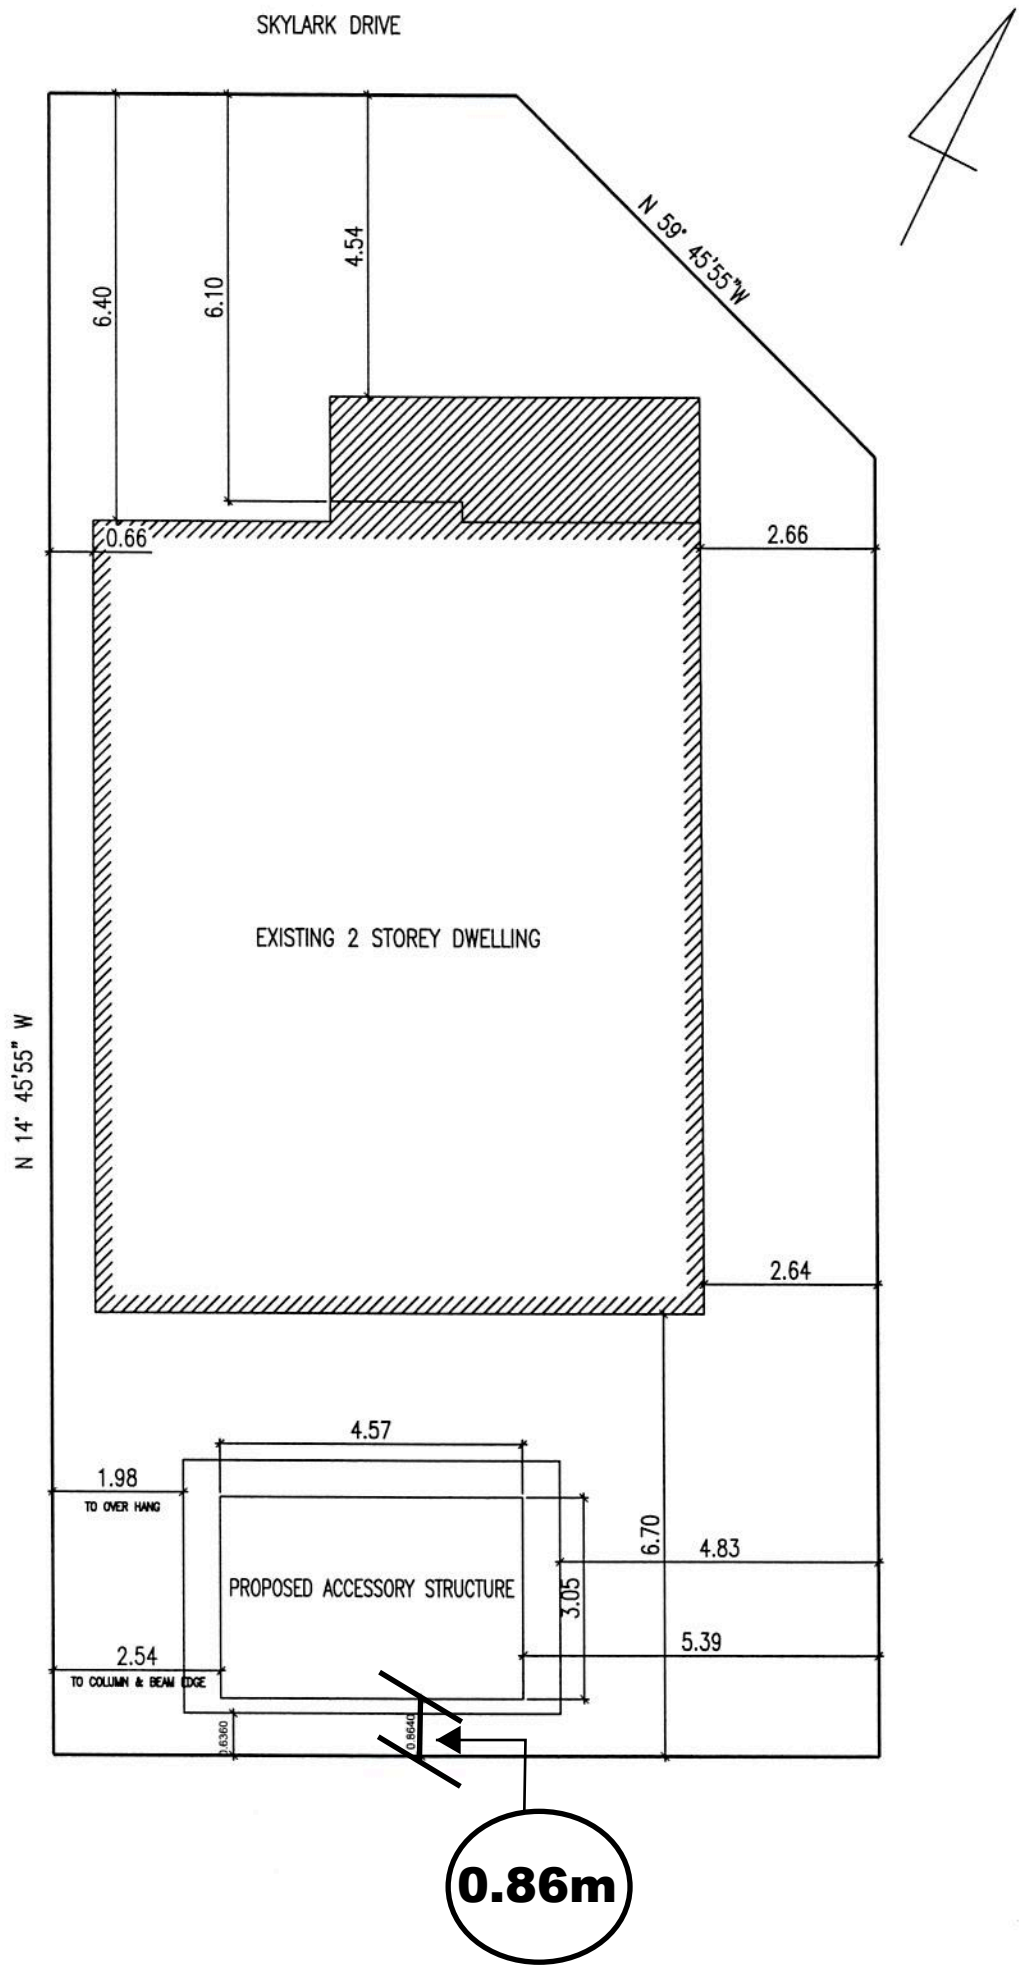 SKYLARK DRIVE
N 59° 45'55"W
4.54
6.10
6.40
0.66
2.66
EXISTING 2 STOREY DWELLING
N 14° 45'55" W
2.64
4.57
1.98
TO OVER HANG
6.70
4.83
PROPOSED ACCESSORY STRUCTURE
3.05
5.39
2.54
TO COLUMN & BEAM EDGE
0.6360
0.8640
0.86m